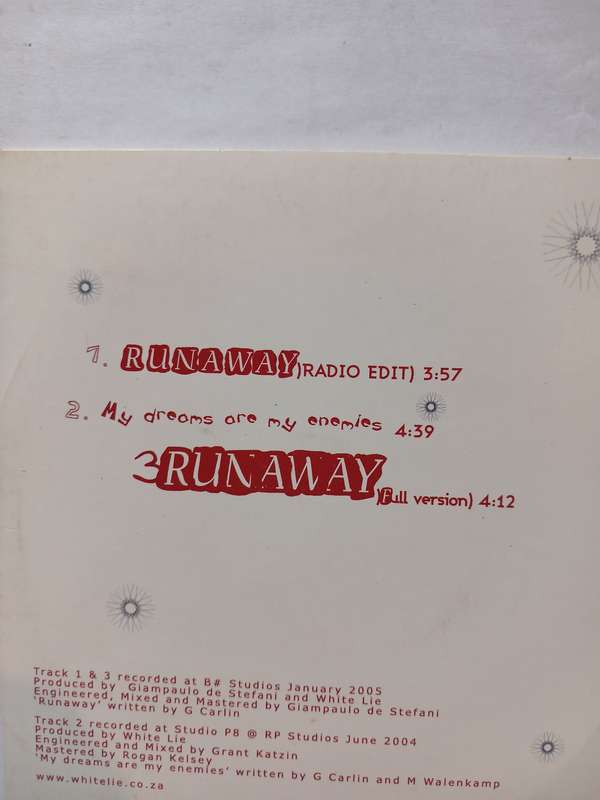 1. RUNAWAY (RADIO EDIT) 3:57
2. My dreams are my enemies 4:39
3 RUNAWAY (full version) 4:12
Track 1 & 3 recorded at B# Studios January 2005
Produced by Giampaulo de Stefani and White Lie
Engineered, Mixed and Mastered by Giampaulo de Stefani
'Runaway' written by G Carlin
Track 2 recorded at Studio P8 @ RP Studios June 2004
Produced by White Lie
Engineered and Mixed by Grant Katzin
Mastered by Rogan Kelsey
'My dreams are my enemies' written by G Carlin and M Walenkamp
www.whitelie.co.za